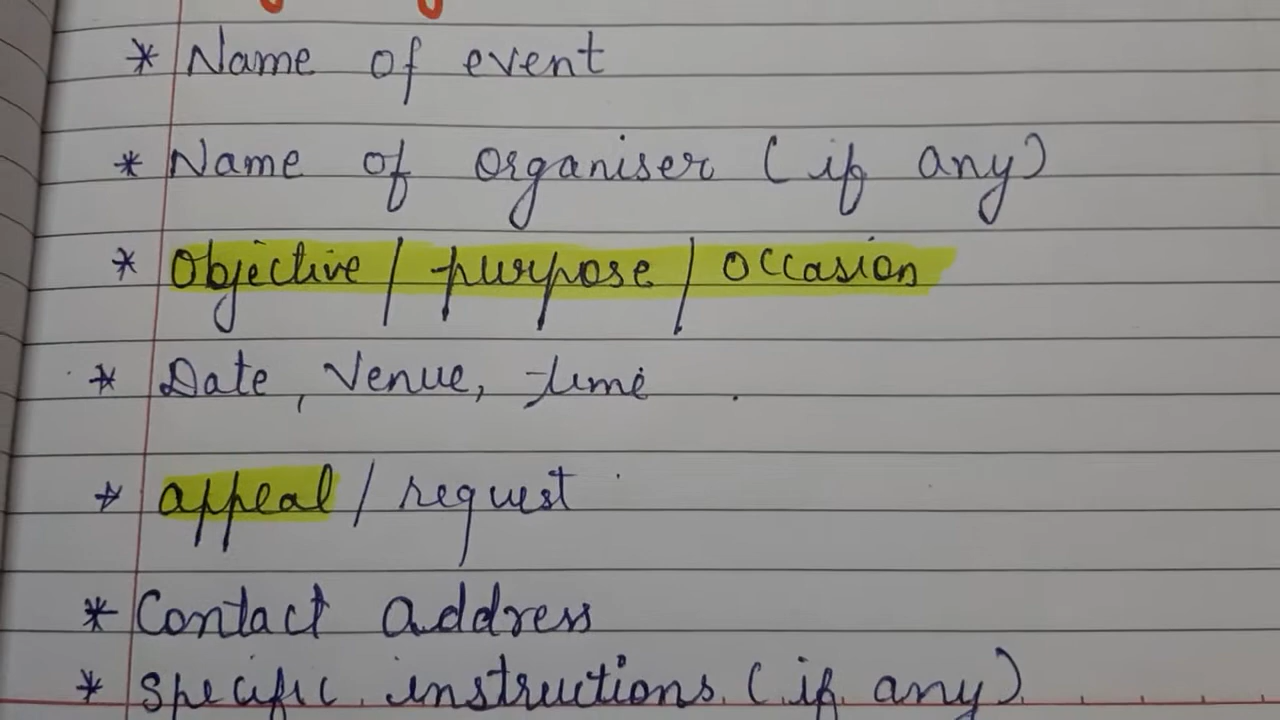 * Name of event
* Name of organiser (if any)
* Objective / purpose / occasion
* Date, Venue, time.
* appeal / request
* Contact address
* specific instructions (if any)